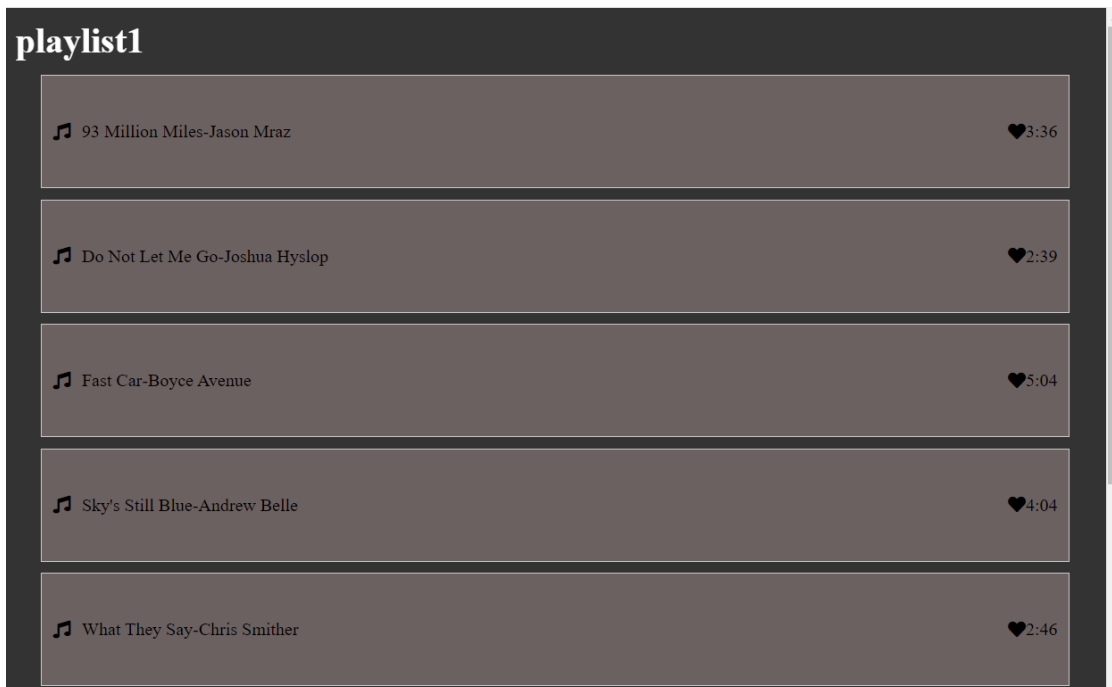 playlist1
93 Million Miles-Jason Mraz 3:36
Do Not Let Me Go-Joshua Hyslop 2:39
Fast Car-Boyce Avenue 5:04
Sky's Still Blue-Andrew Belle 4:04
What They Say-Chris Smither 2:46